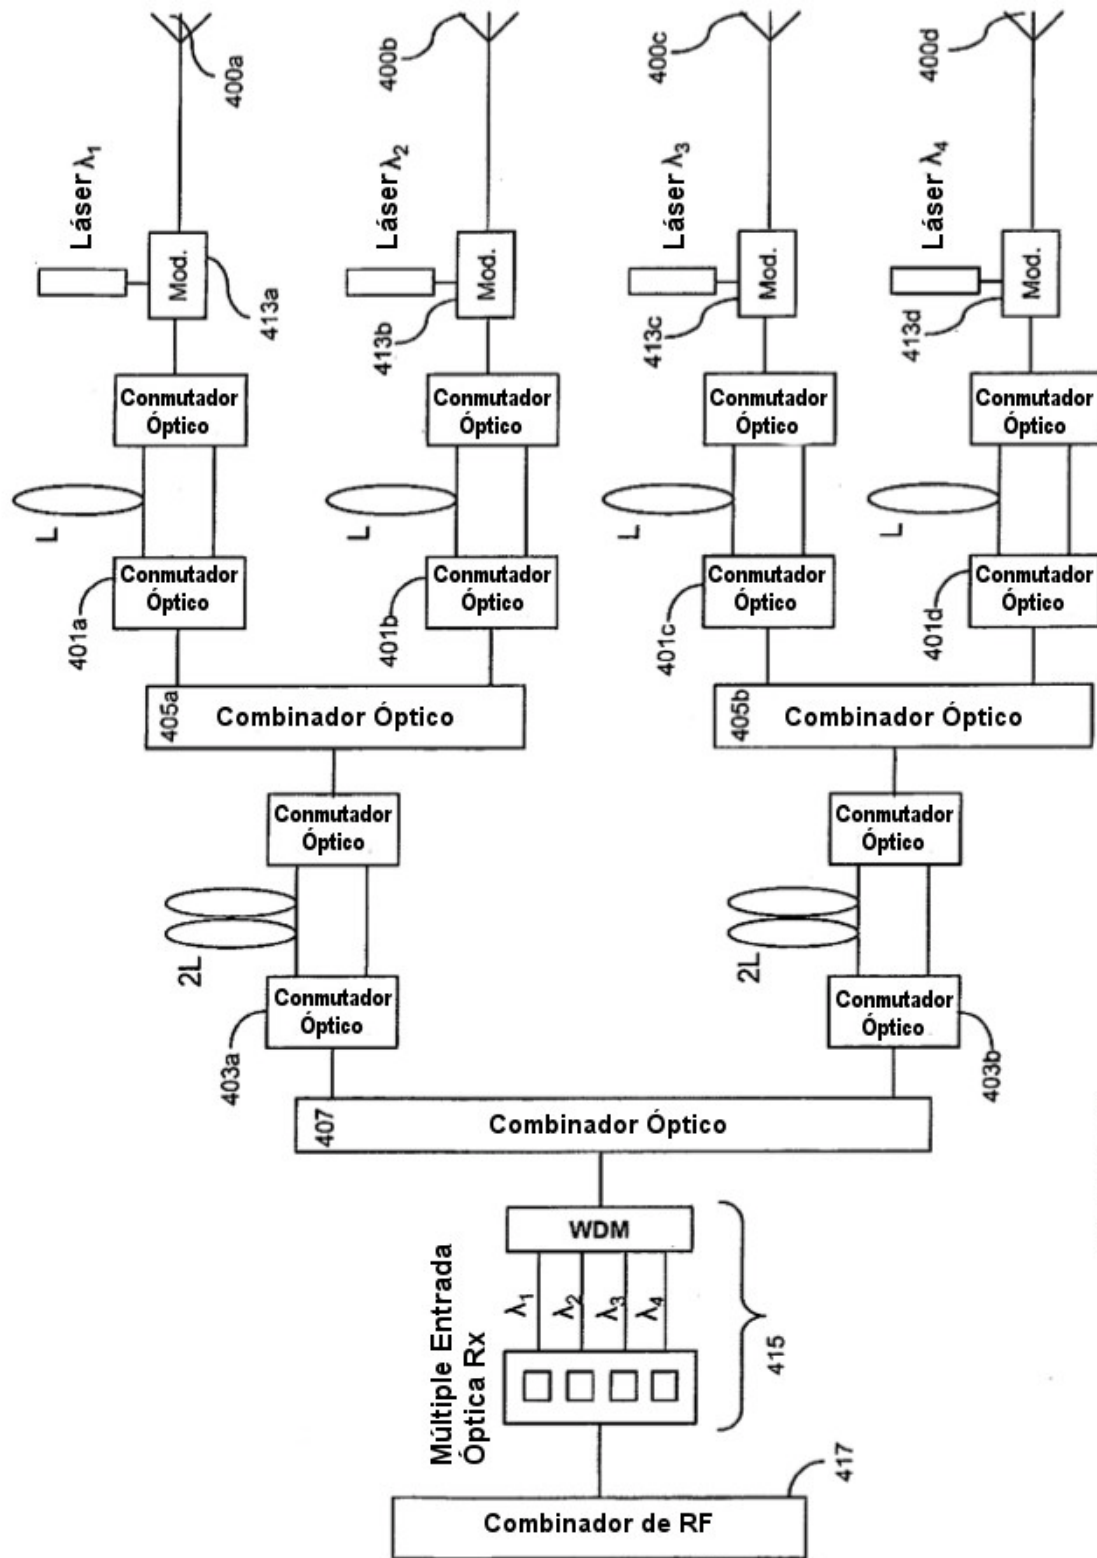 400a
400b
400c
400d
Láser λ1
Láser λ2
Láser λ3
Láser λ4
Mod.
Mod.
Mod.
Mod.
413a
413b
413c
413d
Conmutador
Óptico
Conmutador
Óptico
Conmutador
Óptico
Conmutador
Óptico
L
L
L
L
Conmutador
Óptico
Conmutador
Óptico
Conmutador
Óptico
Conmutador
Óptico
401a
401b
401c
401d
405a
Combinador Óptico
405b
Combinador Óptico
Conmutador
Óptico
Conmutador
Óptico
2L
2L
Conmutador
Óptico
Conmutador
Óptico
403a
403b
407
Combinador Óptico
WDM
λ1
λ2
λ3
λ4
Múltiple Entrada
Óptica Rx
415
417
Combinador de RF